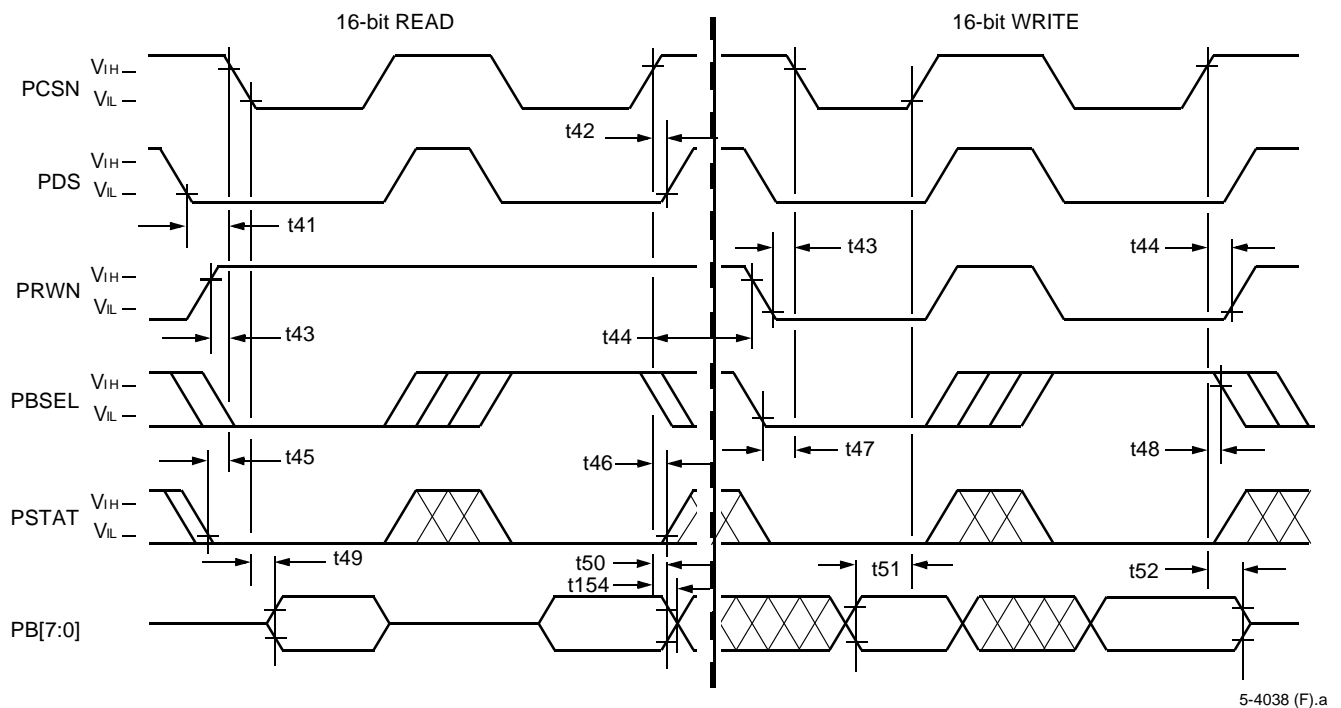 16-bit READ 16-bit WRITE
PCSN VIH VIL
t42
PDS VIH VIL
t41 t43 t44
PRWN VIH VIL
t43 t44
PBSEL VIH VIL
t45 t46 t47 t48
PSTAT VIH VIL
t49 t50 t51 t52
t154
PB[7:0]
5-4038 (F).a